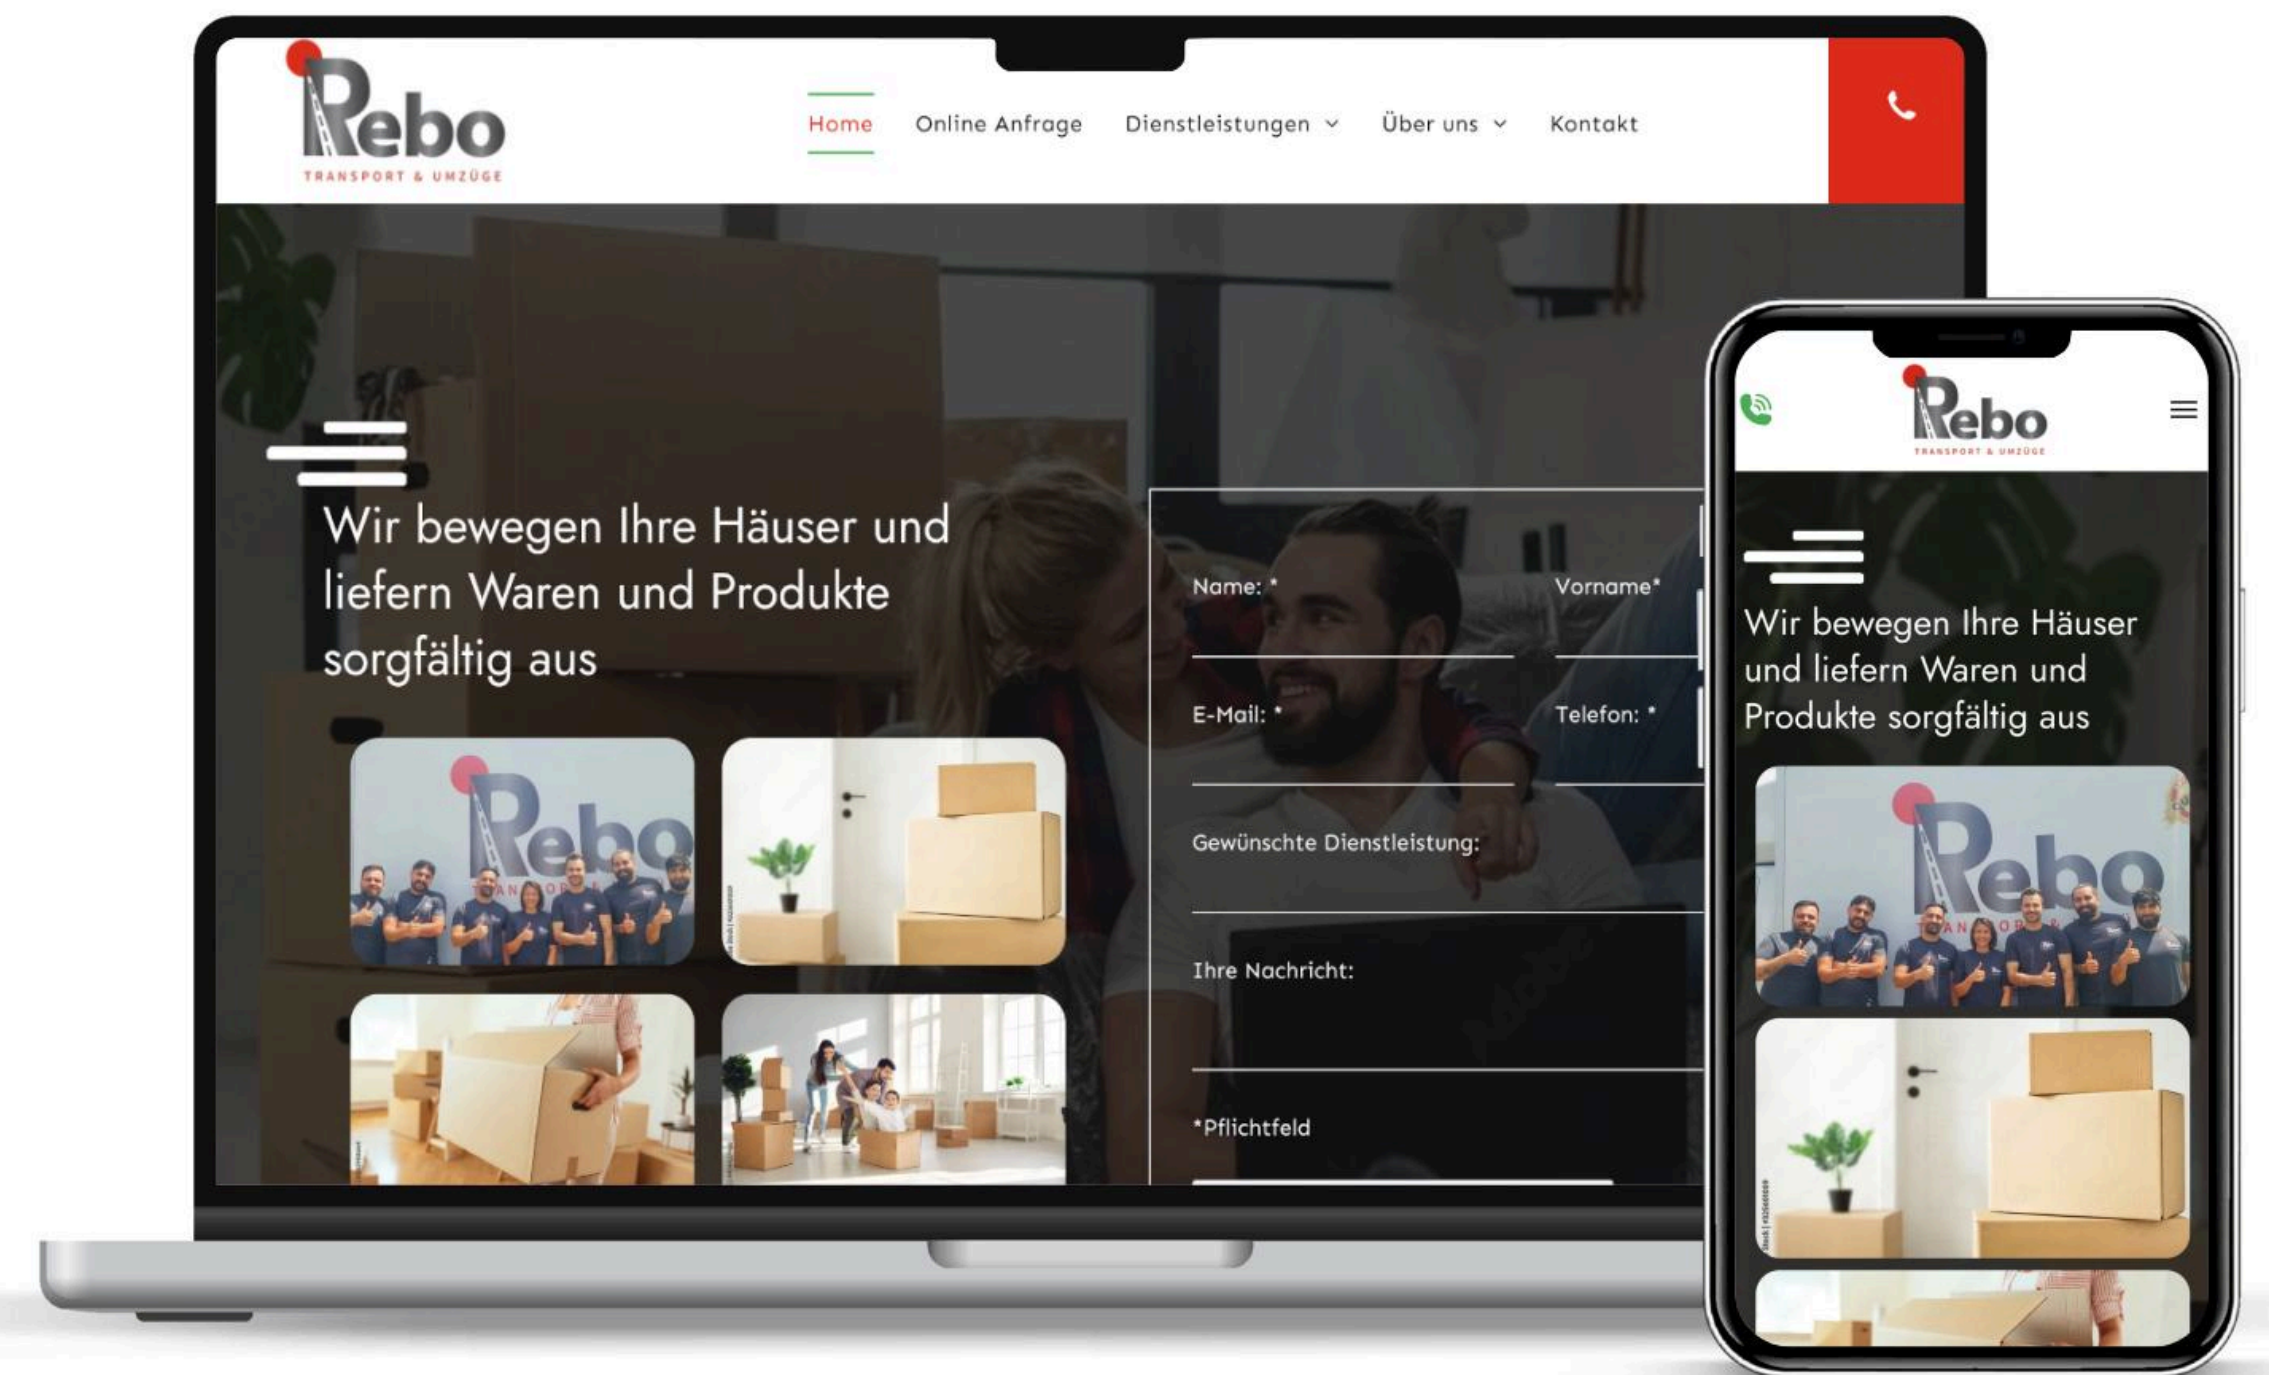 Rebo
TRANSPORT & UMZÜGE
Home Online Anfrage Dienstleistungen Über uns Kontakt
Wir bewegen Ihre Häuser und
liefern Waren und Produkte
sorgfältig aus
Rebo
Name: * Vorname*
E-Mail: * Telefon: *
Gewünschte Dienstleistung:
Ihre Nachricht:
*Pflichtfeld
Rebo
TRANSPORT & UMZÜGE
Wir bewegen Ihre Häuser
und liefern Waren und
Produkte sorgfältig aus
Rebo